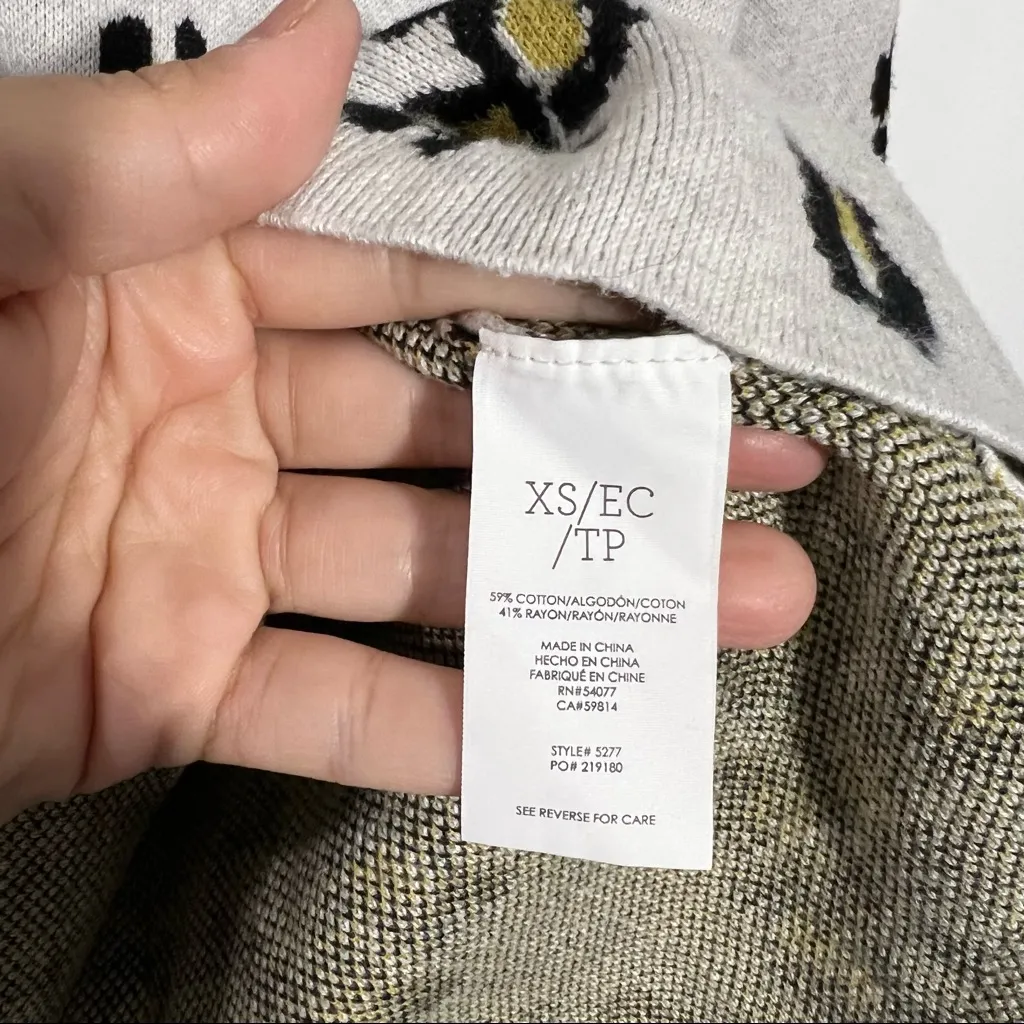 XS/EC
/TP
59% COTTON/ALGODÓN/COTON
41% RAYON/RAYÓN/RAYONNE
MADE IN CHINA
HECHO EN CHINA
FABRIQUÉ EN CHINE
RN#54077
CA#59814
STYLE# 5277
PO# 219180
SEE REVERSE FOR CARE